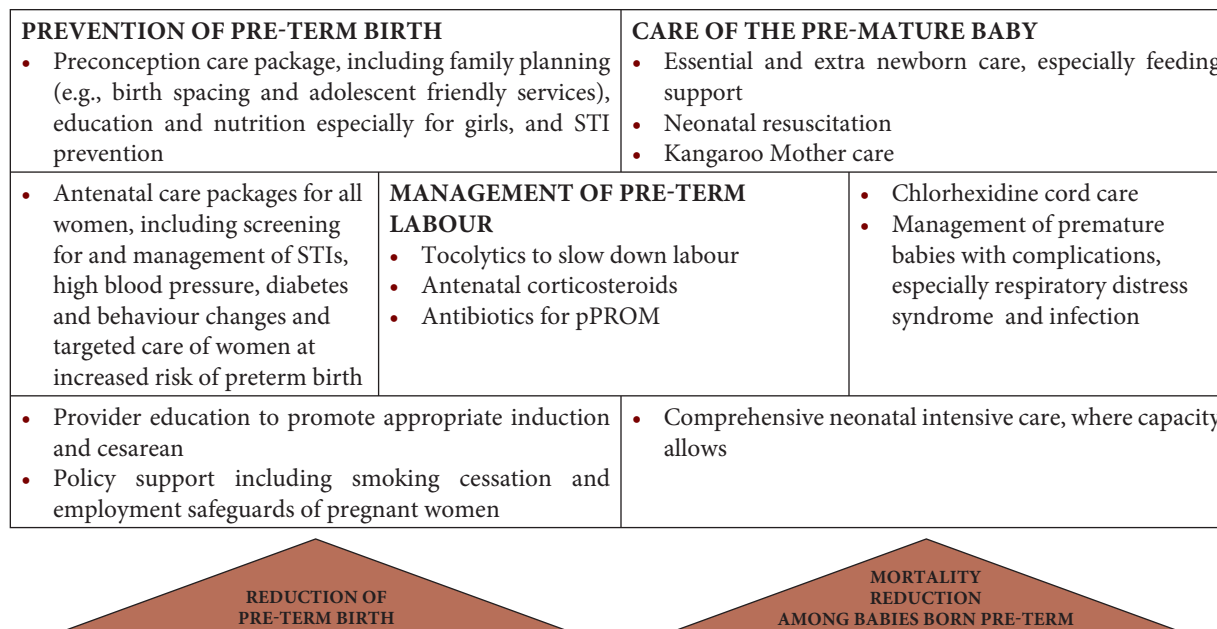 PREVENTION OF PRE-TERM BIRTH
• Preconception care package, including family planning
(e.g., birth spacing and adolescent friendly services),
education and nutrition especially for girls, and STI
prevention
CARE OF THE PRE-MATURE BABY
• Essential and extra newborn care, especially feeding
support
• Neonatal resuscitation
• Kangaroo Mother care
• Antenatal care packages for all
women, including screening
for and management of STIs,
high blood pressure, diabetes
and behaviour changes and
targeted care of women at
increased risk of preterm birth
MANAGEMENT OF PRE-TERM
LABOUR
• Tocolytics to slow down labour
• Antenatal corticosteroids
• Antibiotics for pPROM
• Chlorhexidine cord care
• Management of premature
babies with complications,
especially respiratory distress
syndrome and infection
• Provider education to promote appropriate induction
and cesarean
• Policy support including smoking cessation and
employment safeguards of pregnant women
• Comprehensive neonatal intensive care, where capacity
allows
REDUCTION OF
PRE-TERM BIRTH
MORTALITY
REDUCTION
AMONG BABIES BORN PRE-TERM